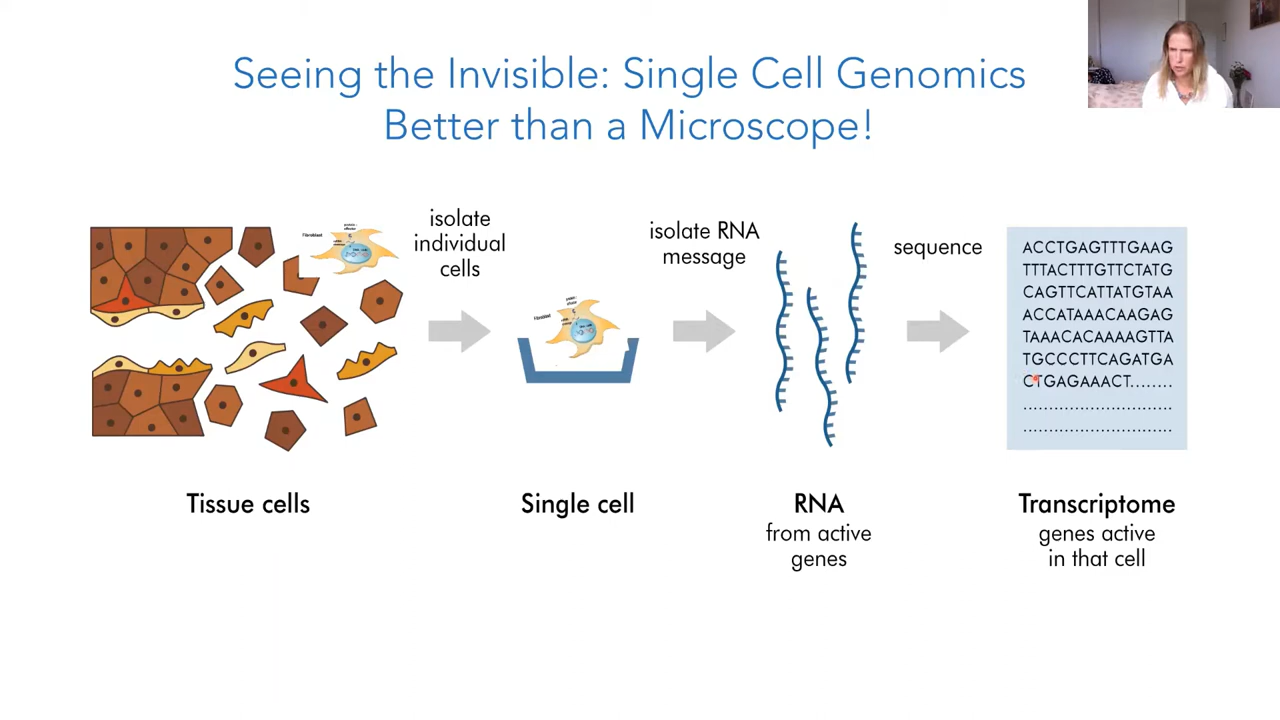 Seeing the Invisible: Single Cell Genomics
Better than a Microscope!
Fibroblast
isolate
individual
cells
isolate RNA
message
sequence
ACCTGAGTTTGAAG
TTTACTTTGTTCTATG
CAGTTCATTATGTAA
ACCATAAACAAGAG
TAAACACAAAAGTTA
TGCCCTTCAGATGA
CTGAGAAACT........
.............................
.............................
Tissue cells
Single cell
RNA
from active
genes
Transcriptome
genes active
in that cell